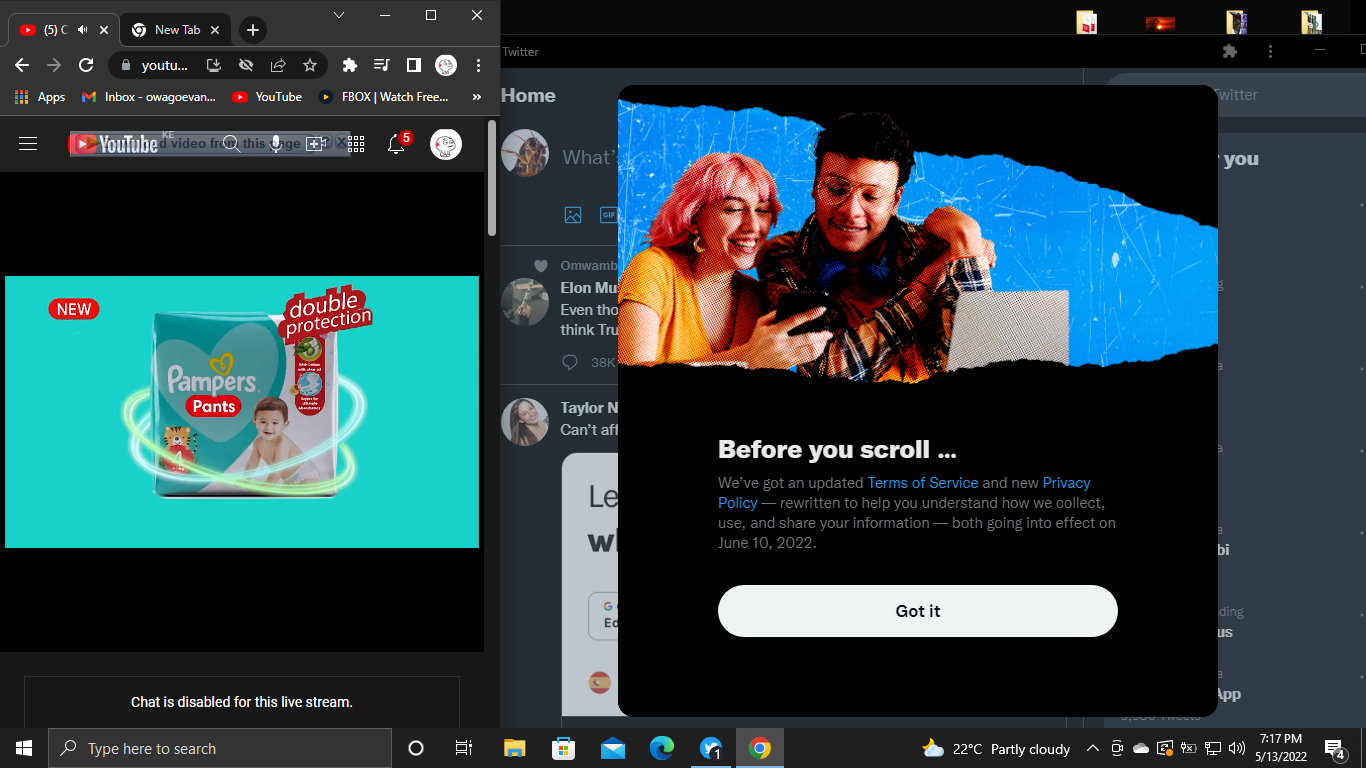 (5) C
New Tab
youtu...
Apps
Inbox - owagoevan...
YouTube
FBOX | Watch Free...
»
YouTube
KE
d video from this page
5
NEW
double
protection
Pampers
Pants
4
Chat is disabled for this live stream.
Twitter
Home
What'
GIF
Omwamb
Elon Mu
Even tho
think Tru
38K
Taylor N
Can't aff
Le
wl
G
Ed
Twitter
r you
bi
ding
us
App
Before you scroll ...
We've got an updated Terms of Service and new Privacy
Policy — rewritten to help you understand how we collect,
use, and share your information — both going into effect on
June 10, 2022.
Got it
Type here to search
1
22°C Partly cloudy
7:17 PM
5/13/2022
4